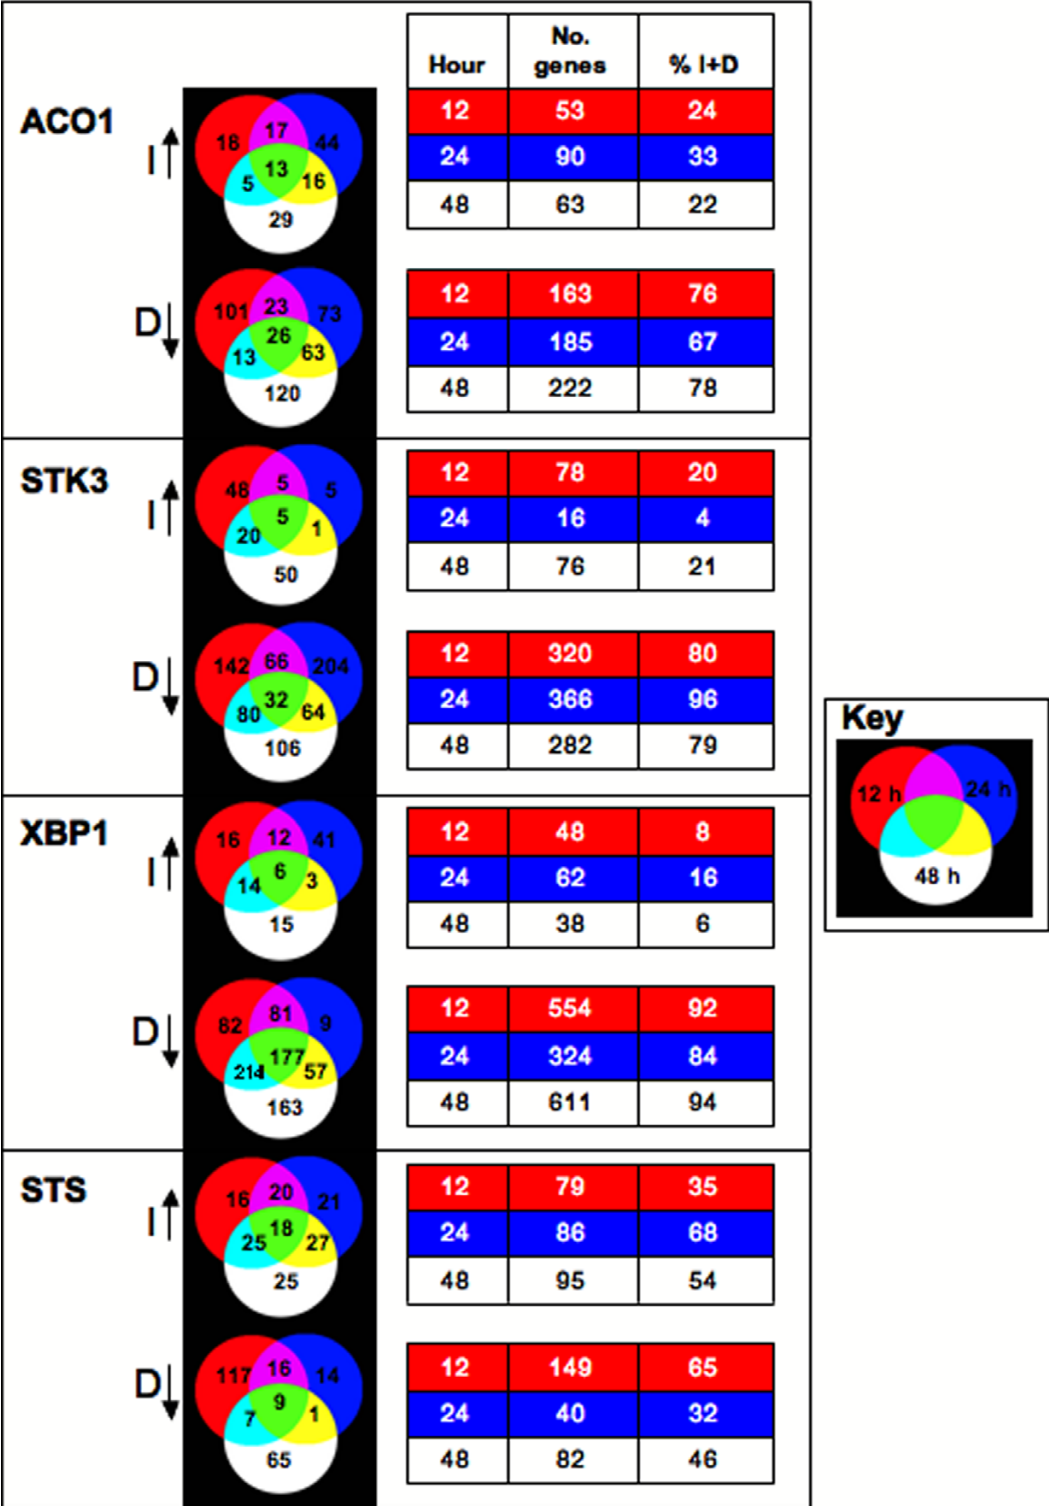 Hour No. genes % I+D
ACO1
I
18 17 44
5 13 16
29
12 53 24
24 90 33
48 63 22
D
101 23 73
13 26 63
120
12 163 76
24 185 67
48 222 78
STK3
I
48 5 5
20 5 1
50
12 78 20
24 16 4
48 76 21
D
142 66 204
80 32 64
106
12 320 80
24 366 96
48 282 79
Key
12 h 24 h
48 h
XBP1
I
16 12 41
14 6 3
15
12 48 8
24 62 16
48 38 6
D
82 81 9
214 177 57
163
12 554 92
24 324 84
48 611 94
STS
I
16 20 21
25 18 27
25
12 79 35
24 86 68
48 95 54
D
117 16 14
7 9 1
65
12 149 65
24 40 32
48 82 46